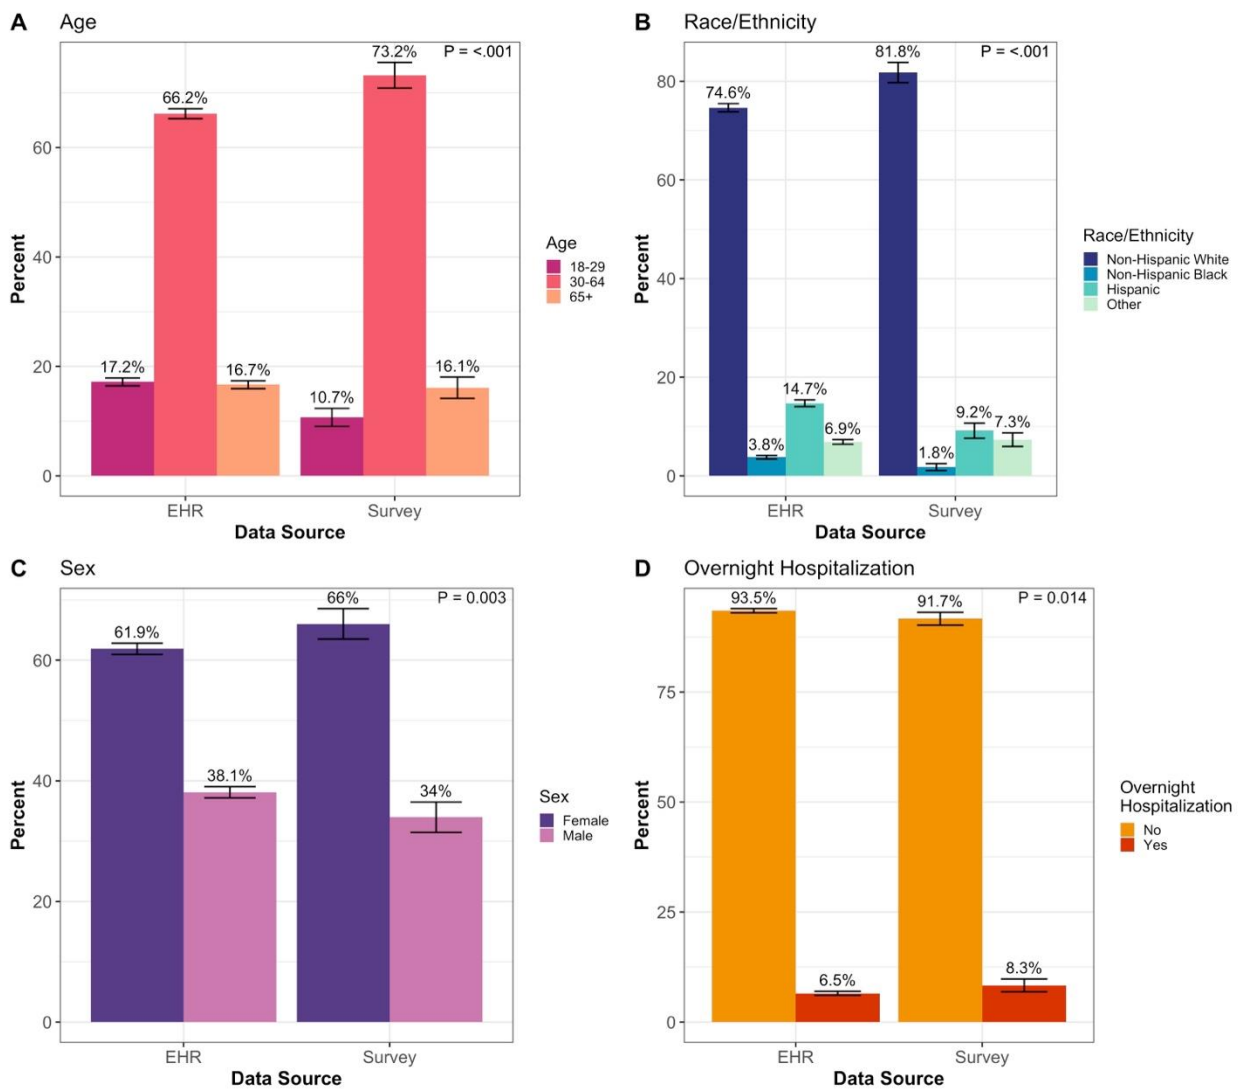 A Age
P = <.001
73.2%
66.2%
17.2%
16.7%
10.7%
16.1%
60
40
20
0
Percent
EHR
Survey
Data Source
Age
18-29
30-64
65+
B Race/Ethnicity
P = <.001
81.8%
74.6%
3.8%
14.7%
6.9%
1.8%
9.2%
7.3%
80
60
40
20
0
Percent
EHR
Survey
Data Source
Race/Ethnicity
Non-Hispanic White
Non-Hispanic Black
Hispanic
Other
C Sex
P = 0.003
61.9%
38.1%
66%
34%
60
40
20
0
Percent
EHR
Survey
Data Source
Sex
Female
Male
D Overnight Hospitalization
P = 0.014
93.5%
6.5%
91.7%
8.3%
75
50
25
0
Percent
EHR
Survey
Data Source
Overnight
Hospitalization
No
Yes